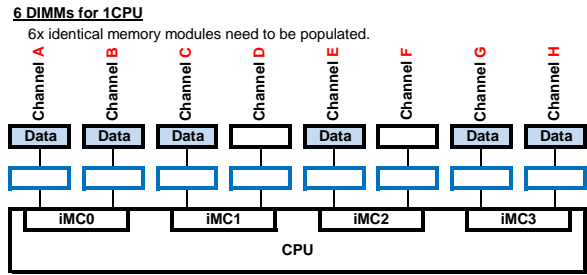 6 DIMMs for 1CPU
6x identical memory modules need to be populated.
Channel A
Channel B
Channel C
Channel D
Channel E
Channel F
Channel G
Channel H
Data Data Data Data Data Data
iMC0 iMC1 iMC2 iMC3
CPU